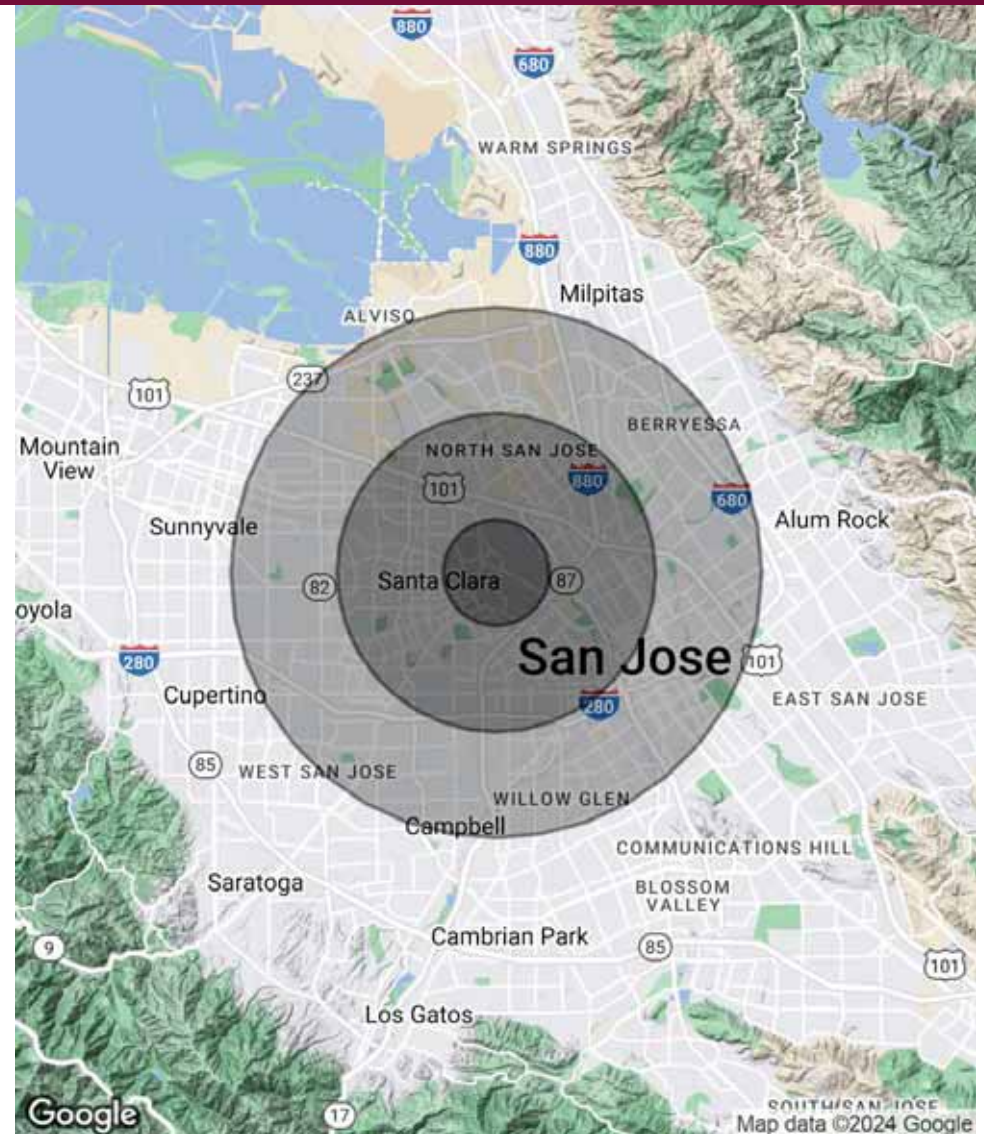 880
680
WARM SPRINGS
880
Milpitas
ALVISO
237
101
BERRYESSA
Mountain
View
NORTH SAN JOSE
880
101
680
Alum Rock
Sunnyvale
Santa Clara
87
82
oyola
San Jose
101
280
Cupertino
280
EAST SAN JOSE
85
WEST SAN JOSE
WILLOW GLEN
Campbell
COMMUNICATIONS HILL
Saratoga
BLOSSOM
VALLEY
Cambrian Park
9
85
101
Los Gatos
Google
17
SOUTH SAN JOSE
Map data ©2024 Google